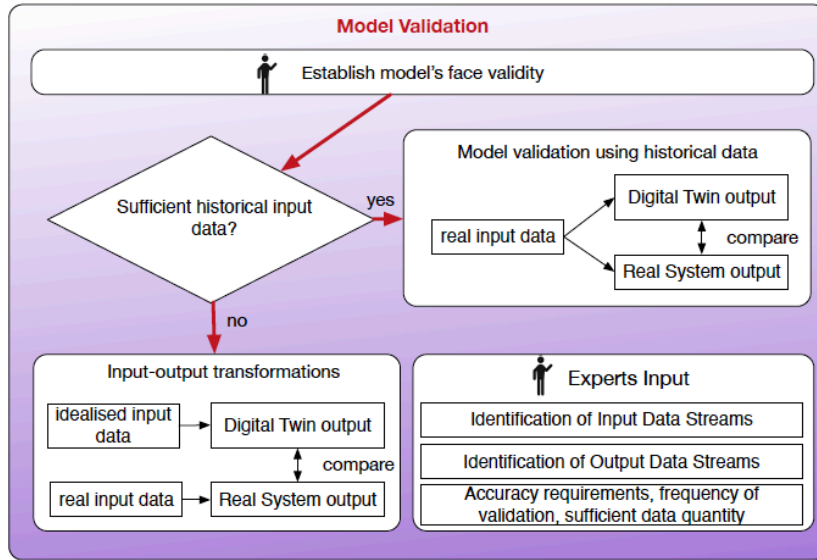 Model Validation
Establish model's face validity
Sufficient historical input
data?
yes
no
Model validation using historical data
real input data
Digital Twin output
compare
Real System output
Input-output transformations
idealised input
data
Digital Twin output
compare
real input data
Real System output
Experts Input
Identification of Input Data Streams
Identification of Output Data Streams
Accuracy requirements, frequency of
validation, sufficient data quantity